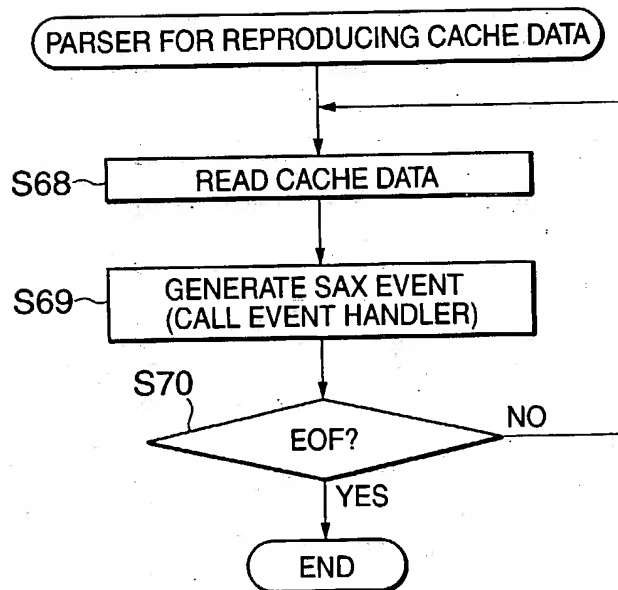 PARSER FOR REPRODUCING CACHE DATA
S68
READ CACHE DATA
S69
GENERATE SAX EVENT
(CALL EVENT HANDLER)
S70
EOF?
NO
YES
END